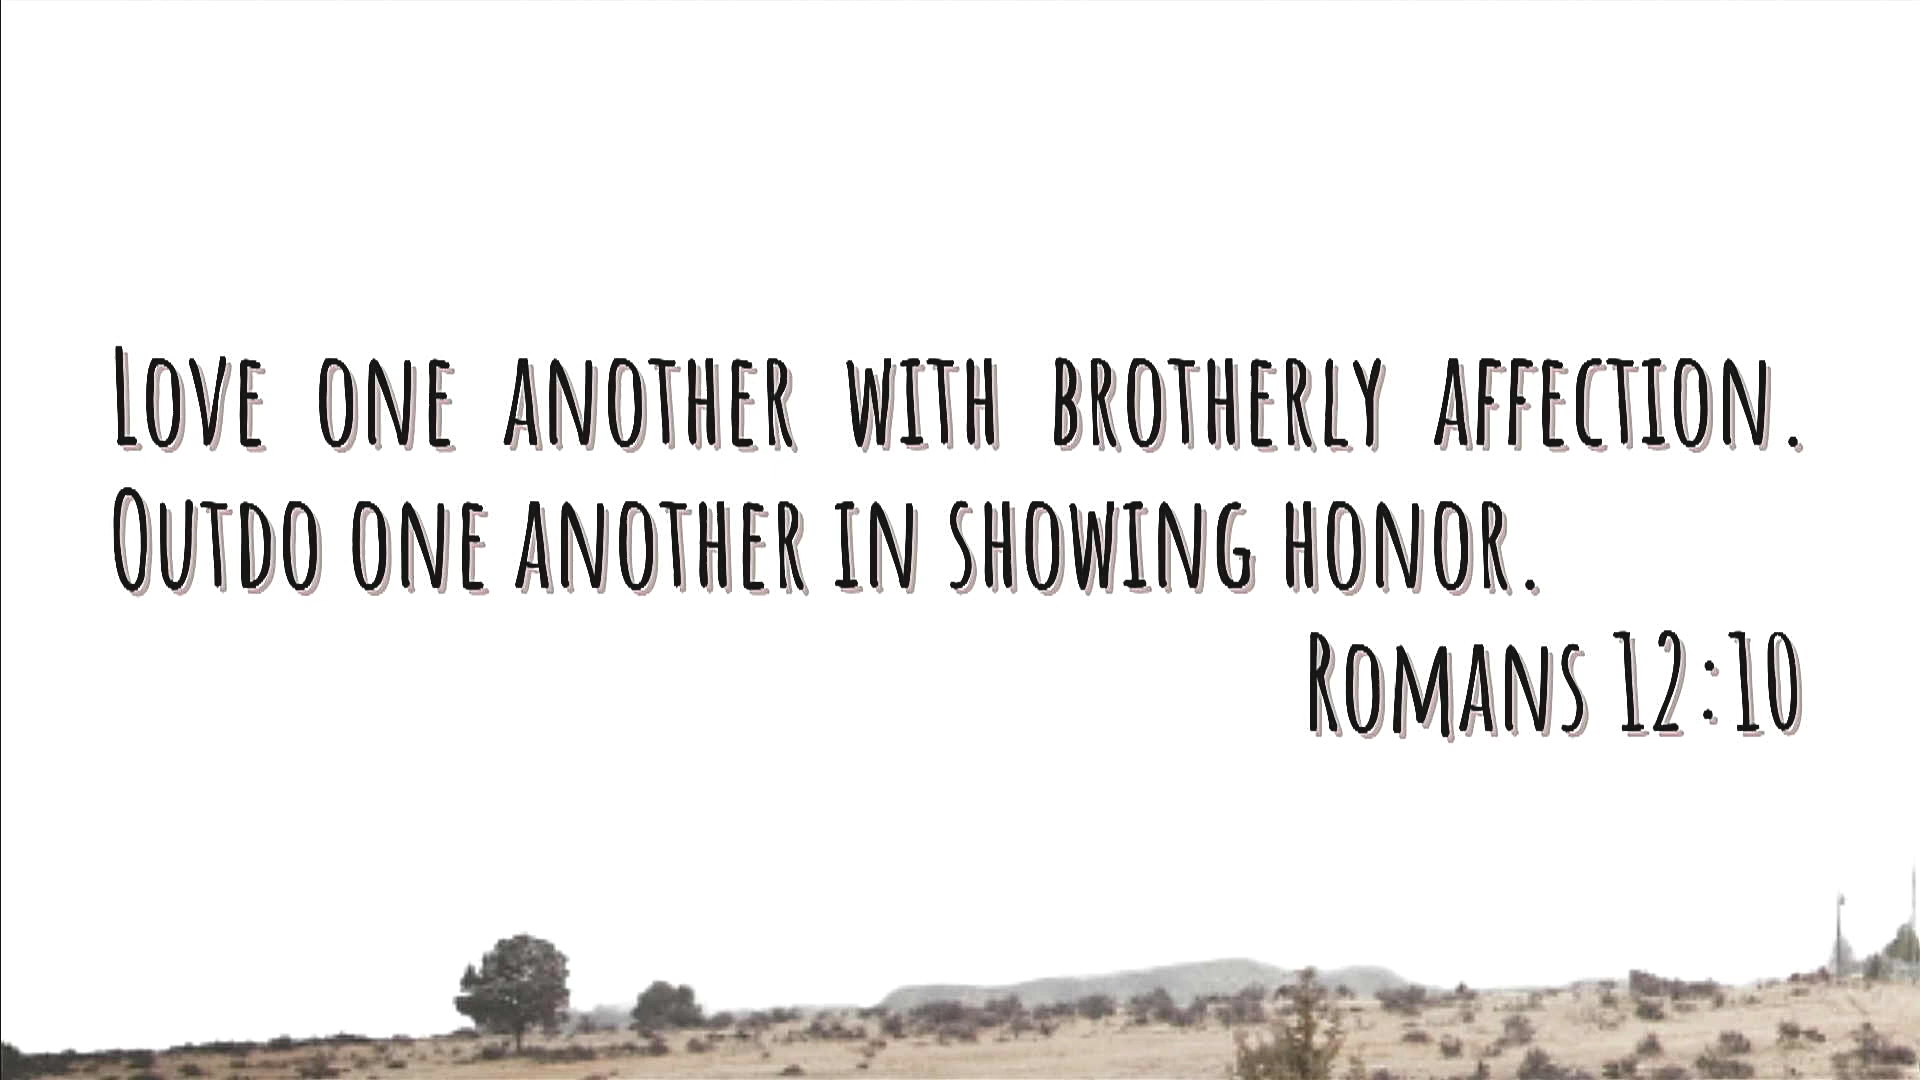 Love one another with brotherly affection.
Outdo one another in showing honor.
Romans 12:10